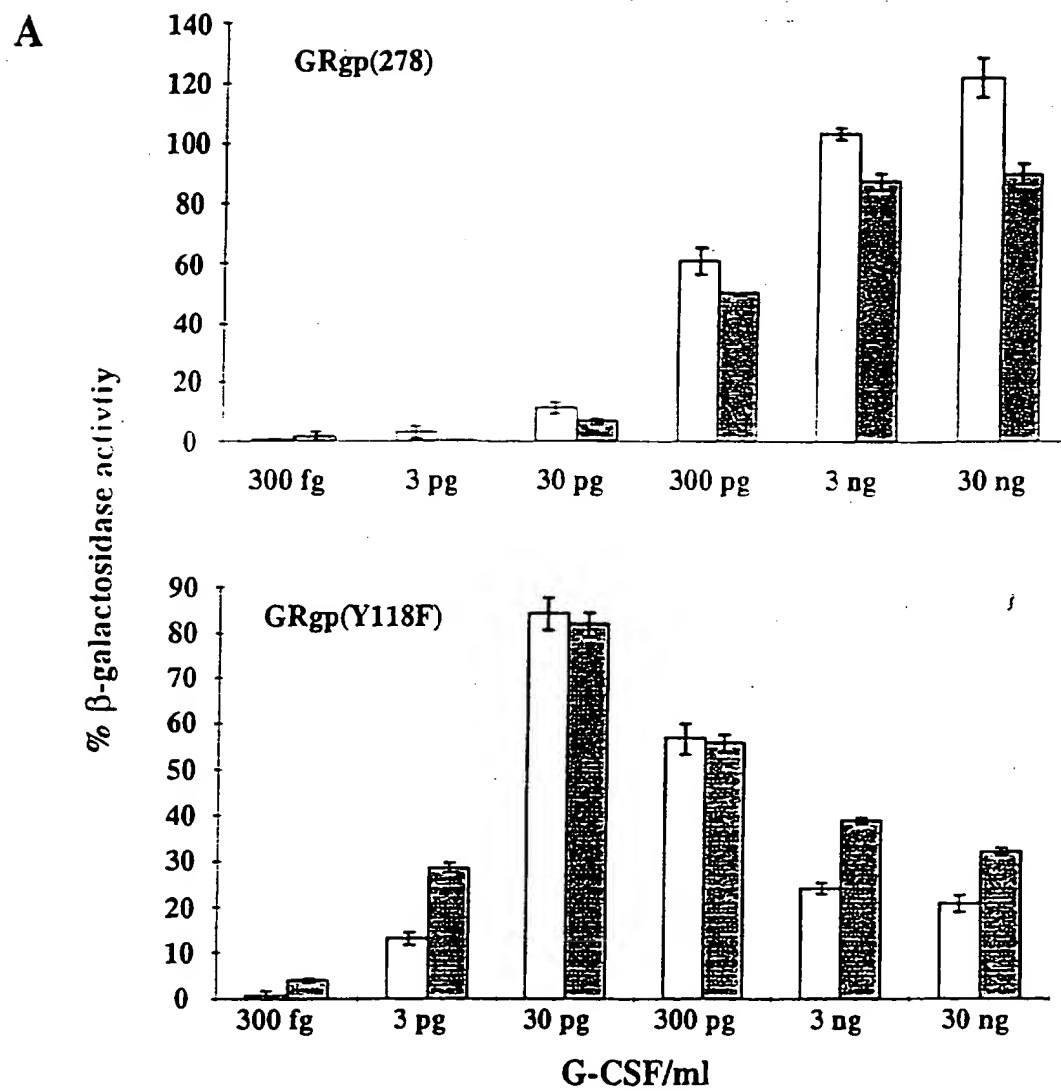 A
140
GRgp(278)
120
100
80
60
40
20
0
300 fg 3 pg 30 pg 300 pg 3 ng 30 ng
% β-galactosidase activtiy
90
GRgp(Y118F)
80
70
60
50
40
30
20
10
0
300 fg 3 pg 30 pg 300 pg 3 ng 30 ng
G-CSF/ml